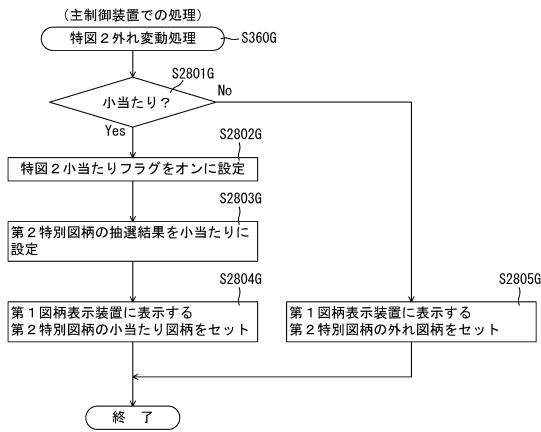 （主制御装置での処理）
特図２外れ変動処理
S360G
S2801G
小当たり？
No
Yes
S2802G
特図２小当たりフラグをオンに設定
S2803G
第２特別図柄の抽選結果を小当たりに
設定
S2804G
第１図柄表示装置に表示する
第２特別図柄の小当たり図柄をセット
S2805G
第１図柄表示装置に表示する
第２特別図柄の外れ図柄をセット
終　了